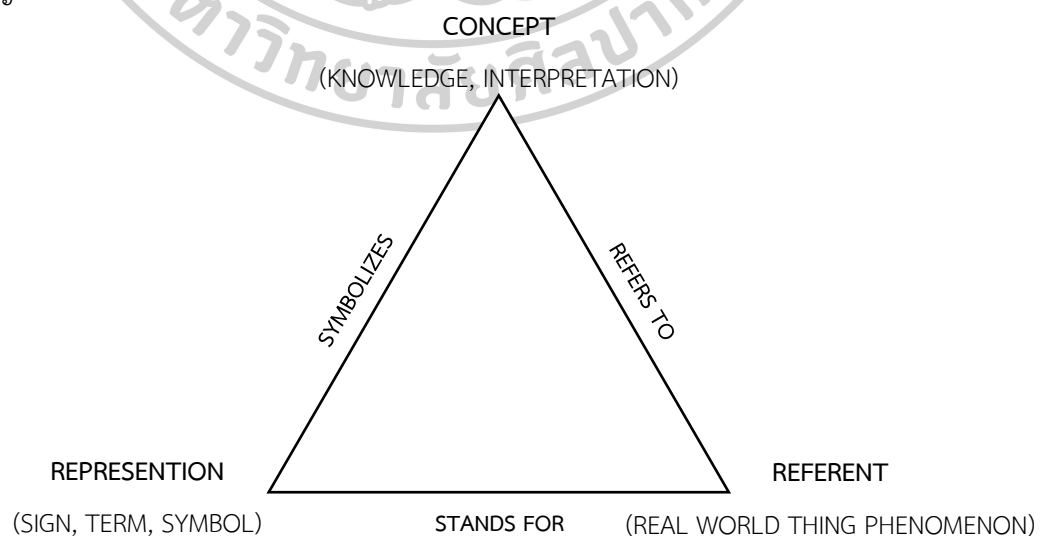 CONCEPT
(KNOWLEDGE, INTERPRETATION)
SYMBOLIZES
REFERS TO
REPRESENTION
REFERENT
(SIGN, TERM, SYMBOL)
STANDS FOR
(REAL WORLD THING PHENOMENON)